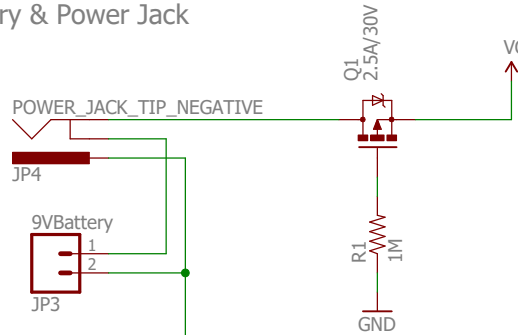 ry & Power Jack
Q1
2.5A/30V
POWER_JACK_TIP_NEGATIVE
JP4
9VBattery
1
2
JP3
R1
1M
GND